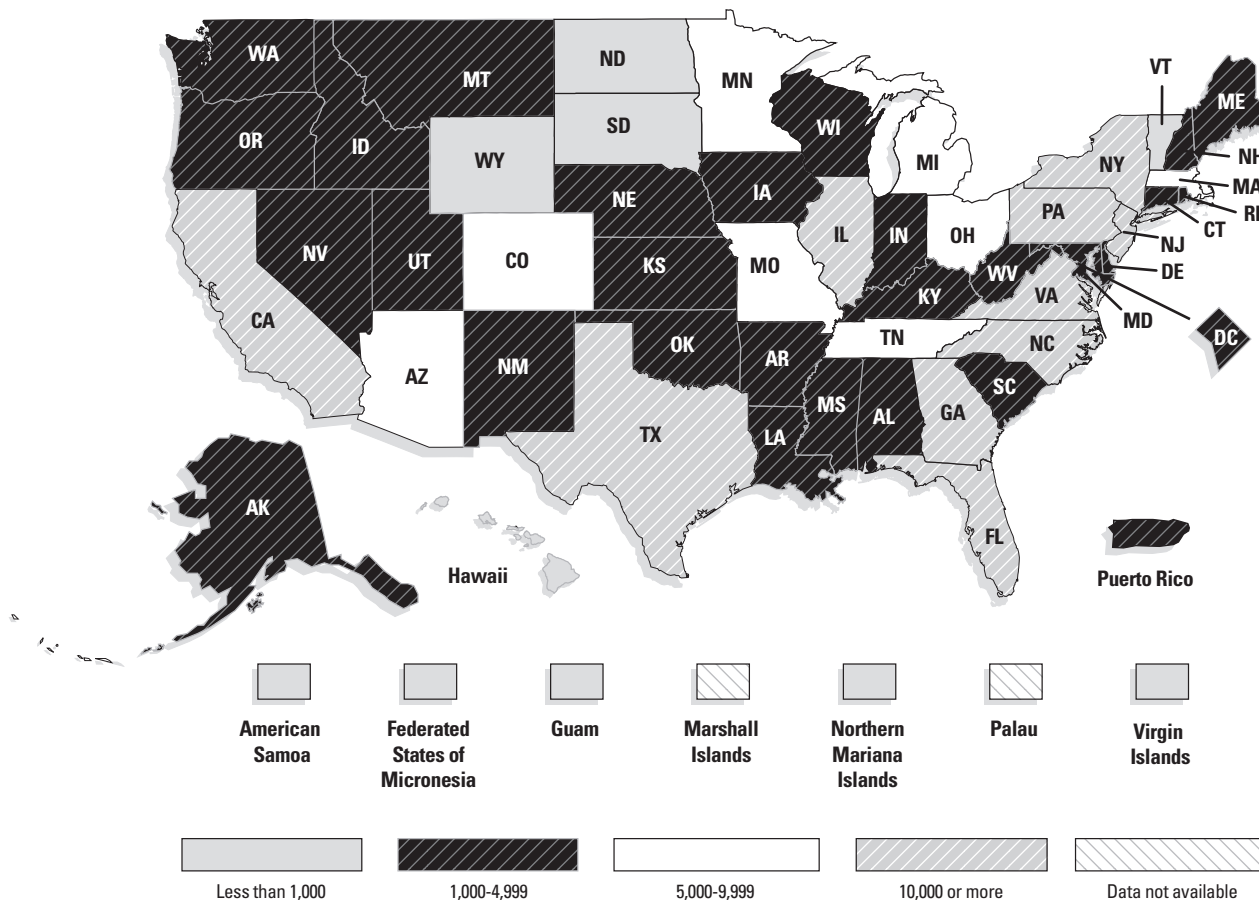 WA
MT
ND
MN
VT
ME
OR
ID
SD
WI
WY
MI
NY
NH
MA
RI
CT
IA
NE
PA
NJ
NV
UT
CO
KS
MO
IL
IN
OH
WV
DE
MD
KY
VA
DC
CA
AZ
NM
OK
AR
TN
NC
SC
TX
LA
MS
AL
GA
FL
AK
Hawaii
Puerto Rico
American
Samoa
Federated
States of
Micronesia
Guam
Marshall
Islands
Northern
Mariana
Islands
Palau
Virgin
Islands
Less than 1,000
1,000-4,999
5,000-9,999
10,000 or more
Data not available